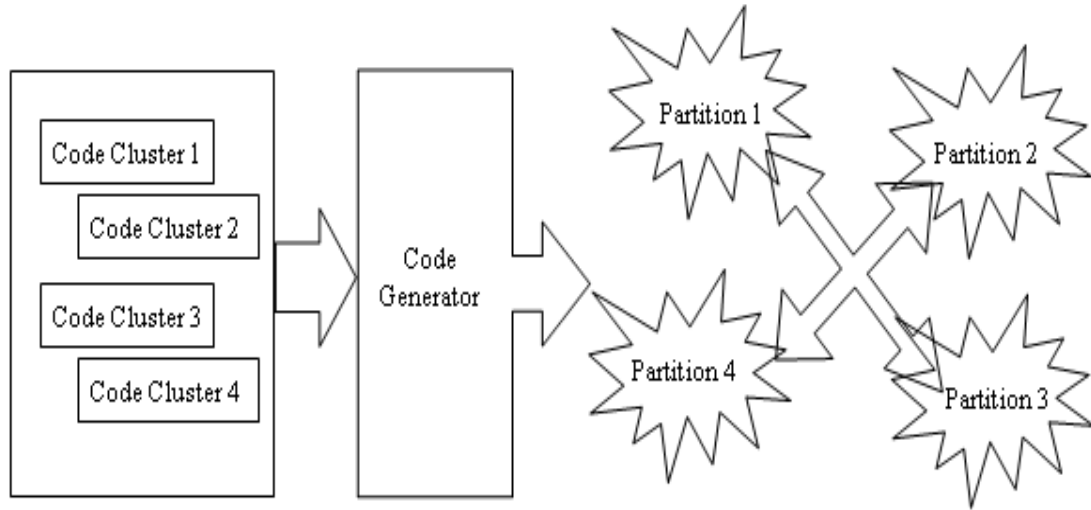 Code Cluster 1
Code Cluster 2
Code Cluster 3
Code Cluster 4
Code
Generator
Partition 1
Partition 2
Partition 4
Partition 3